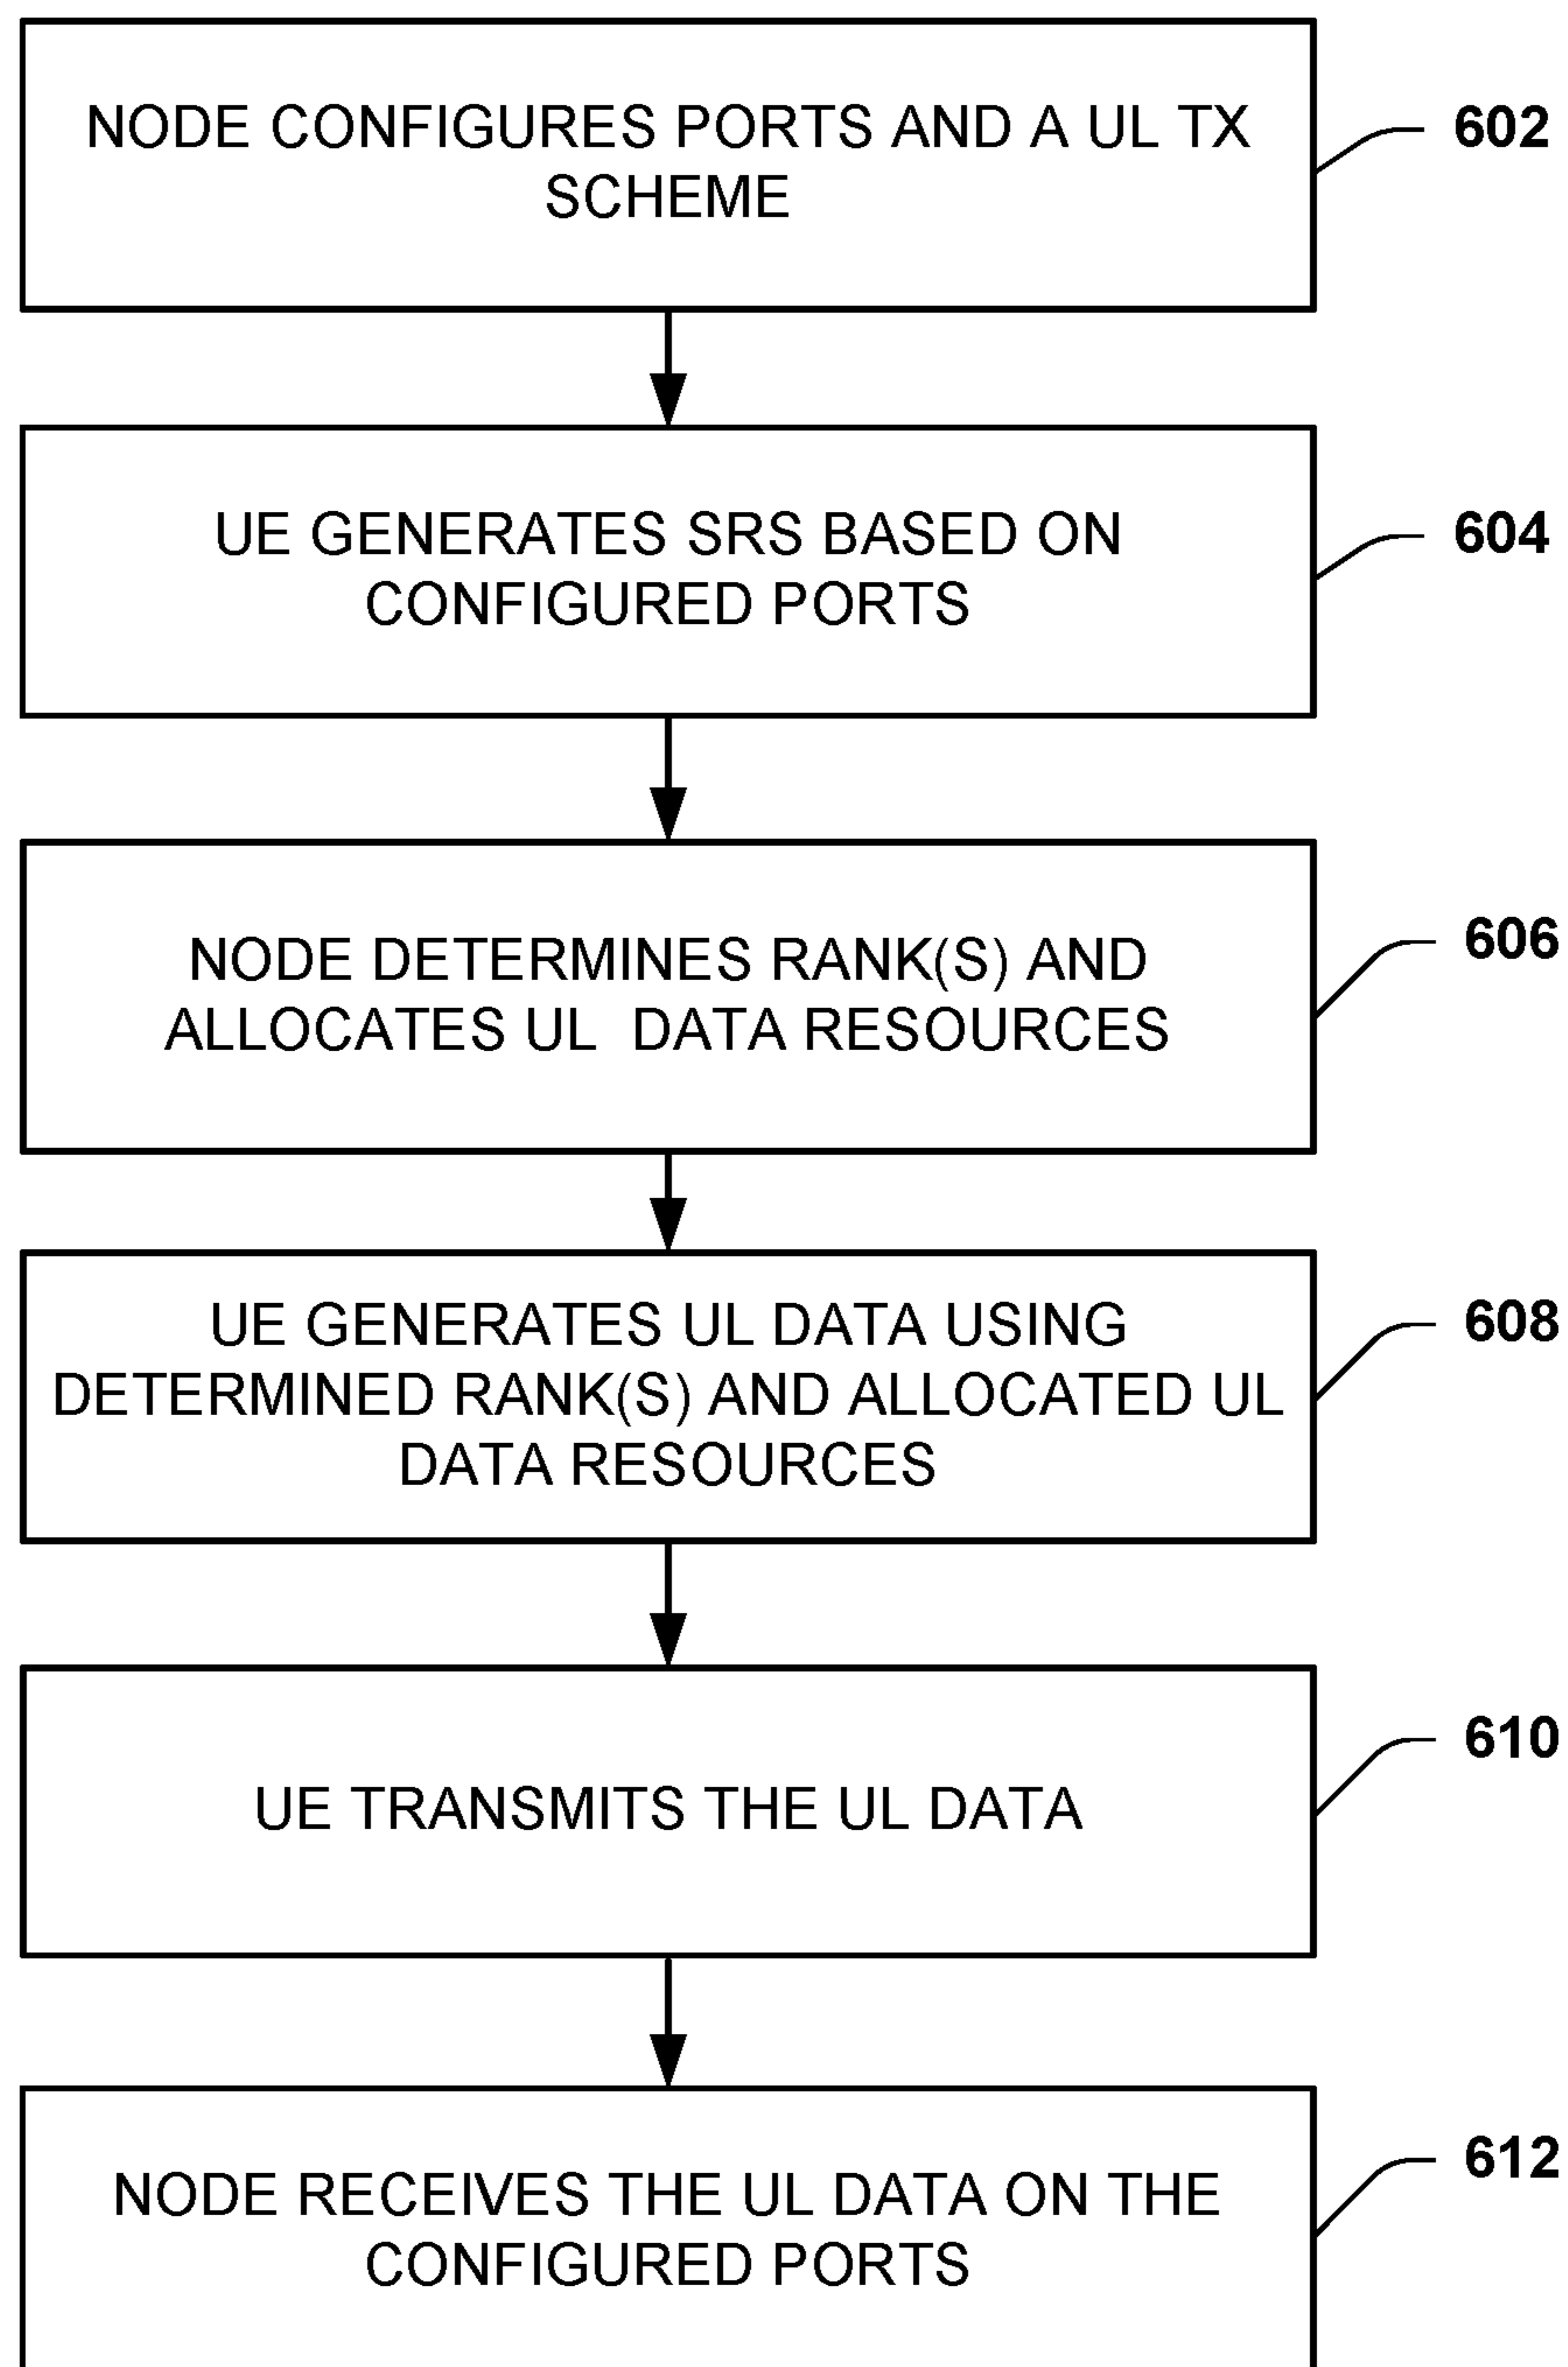 NODE CONFIGURES PORTS AND A UL TX
SCHEME
602
UE GENERATES SRS BASED ON
CONFIGURED PORTS
604
NODE DETERMINES RANK(S) AND
ALLOCATES UL DATA RESOURCES
606
UE GENERATES UL DATA USING
DETERMINED RANK(S) AND ALLOCATED UL
DATA RESOURCES
608
UE TRANSMITS THE UL DATA
610
NODE RECEIVES THE UL DATA ON THE
CONFIGURED PORTS
612